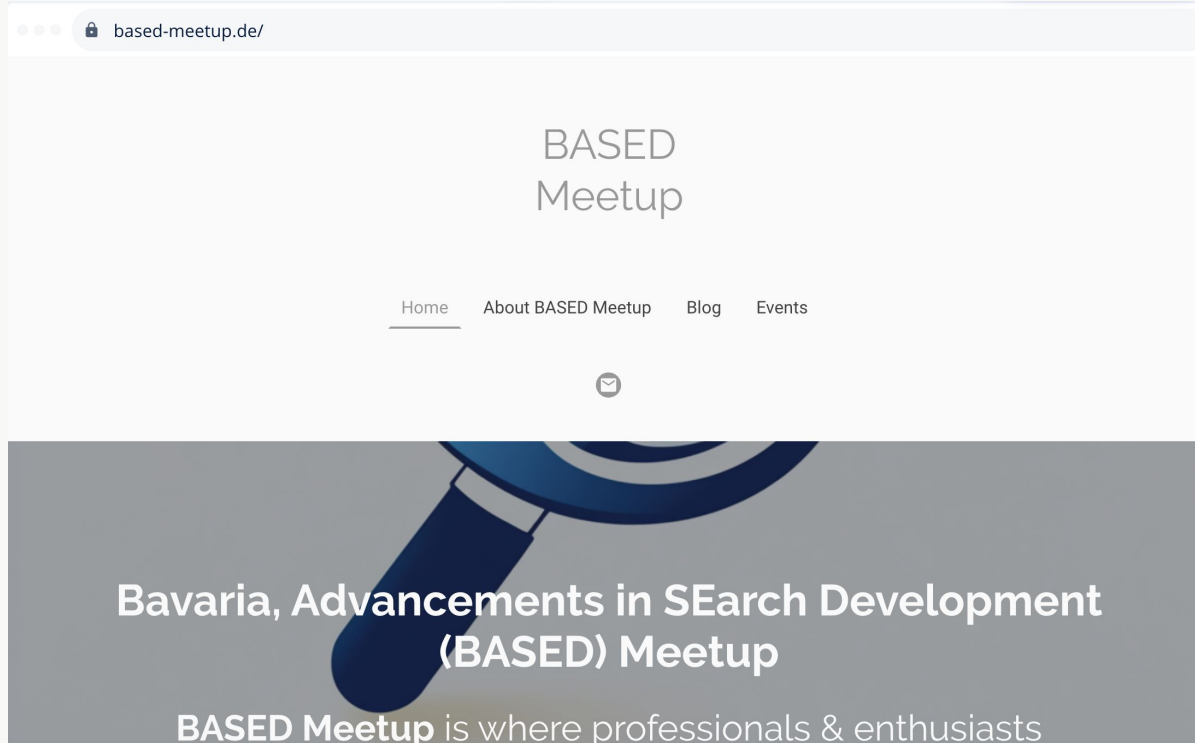 based-meetup.de/
BASED
Meetup
Home About BASED Meetup Blog Events
Bavaria, Advancements in SEarch Development
(BASED) Meetup
BASED Meetup is where professionals & enthusiasts